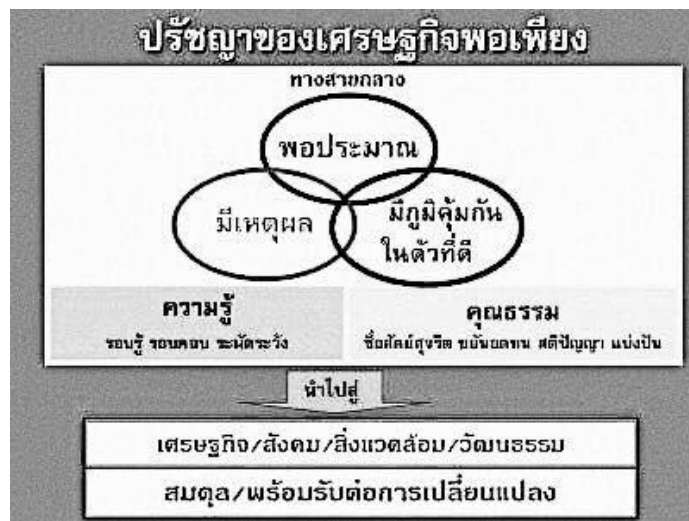 ปรัชญาของเศรษฐกิจพอเพียง
ทางสายกลาง
พอประมาณ
มีเหตุผล
มีภูมิคุ้มกัน
ในตัวที่ดี
ความรู้
รอบรู้ รอบคอบ ระมัดระวัง
คุณธรรม
ซื่อสัตย์สุจริต ขยันอดทน สติปัญญา แบ่งปัน
นำไปสู่
เศรษฐกิจ/สังคม/สิ่งแวดล้อม/วัฒนธรรม
สมดุล/พร้อมรับต่อการเปลี่ยนแปลง